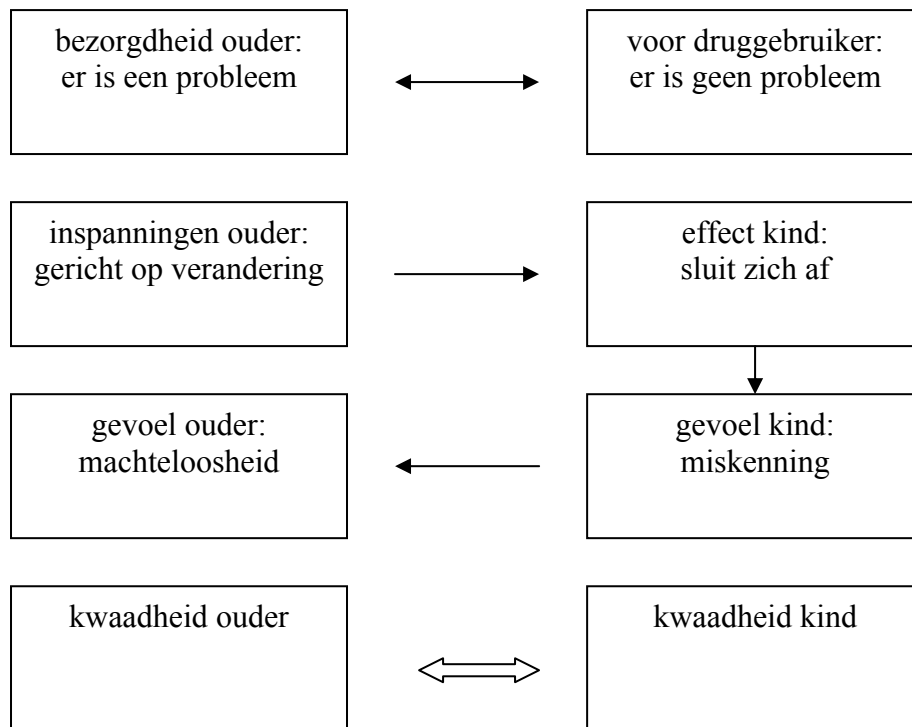 bezorgdheid ouder:
er is een probleem
voor druggebruiker:
er is geen probleem
inspanningen ouder:
gericht op verandering
effect kind:
sluit zich af
gevoel ouder:
machteloosheid
gevoel kind:
miskenning
kwaadheid ouder
kwaadheid kind